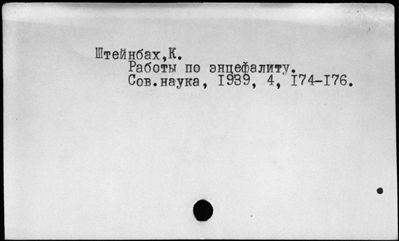 Штейнбах,К.
Работы по энцефалиту.
Сов.наука, 1939, 4, 174-176.